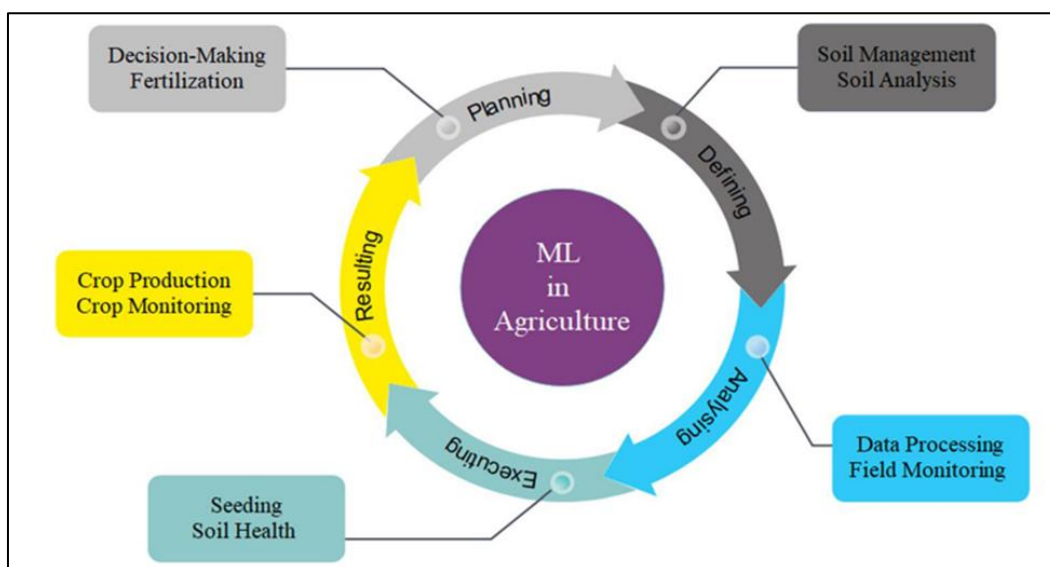 Decision-Making
Fertilization
Planning
Soil Management
Soil Analysis
Defining
ML
in
Agriculture
Resulting
Crop Production
Crop Monitoring
Analysing
Data Processing
Field Monitoring
Executing
Seeding
Soil Health